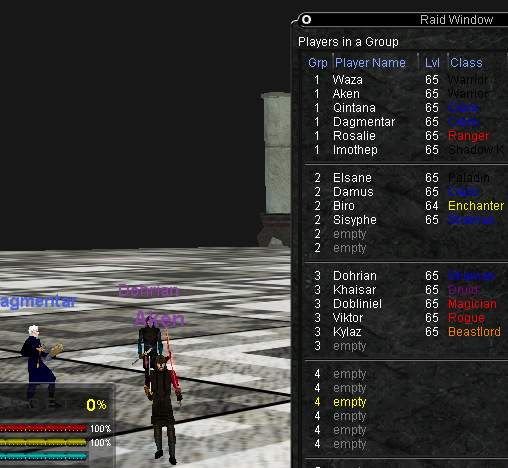 Raid Window
Players in a Group
Grp Player Name Lvl Class
1 Waza 65 Warrior
1 Aken 65 Warrior
1 Qintana 65 Cleric
1 Dagmentar 65 Cleric
1 Rosalie 65 Ranger
1 Imothep 65 Shadow K
2 Elsane 65 Paladin
2 Damus 65 Cleric
2 Biro 64 Enchanter
2 Sisyphe 65 Shaman
2 empty
2 empty
3 Dohrian 65 Shaman
3 Khaisar 65 Druid
3 Dobliniel 65 Magician
3 Viktor 65 Rogue
3 Kylaz 65 Beastlord
3 empty
4 empty
4 empty
4 empty
4 empty
4 empty
4 empty
agmentar
Dohrian
Aken
0%
100%
100%